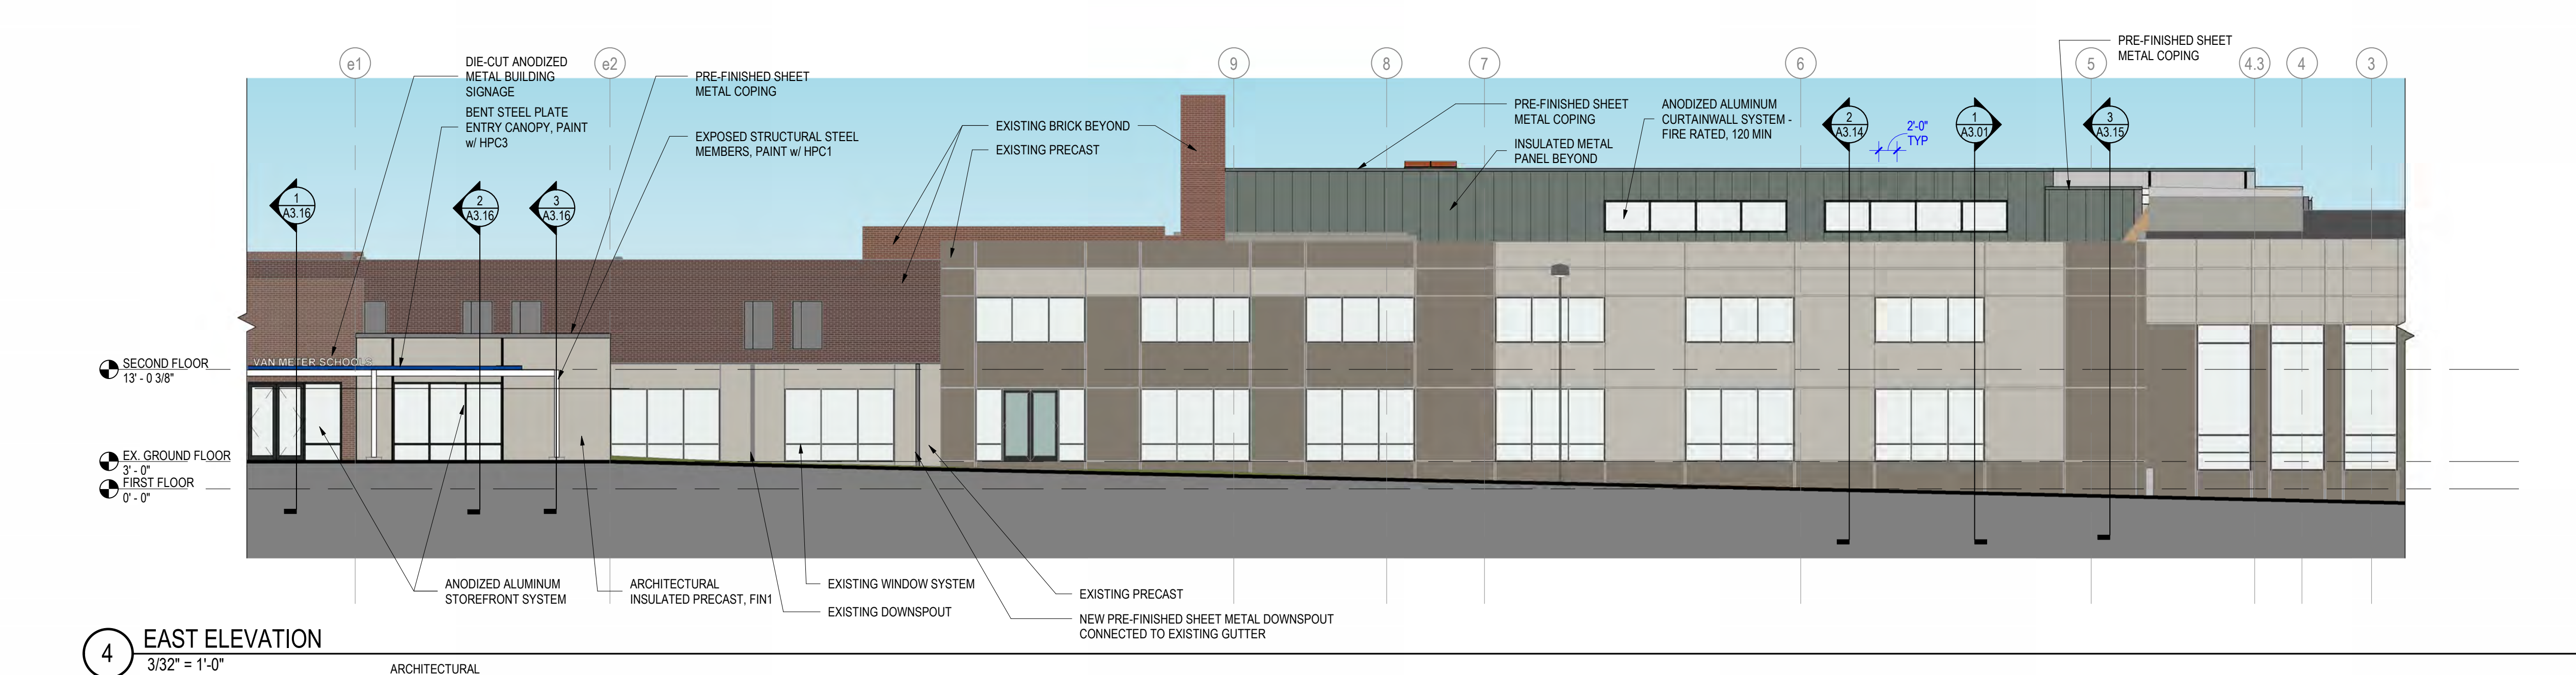 e1
e2
9
8
7
6
5
4.3
4
3
DIE-CUT ANODIZED
METAL BUILDING
SIGNAGE
BENT STEEL PLATE
ENTRY CANOPY, PAINT
w/ HPC3
PRE-FINISHED SHEET
METAL COPING
EXPOSED STRUCTURAL STEEL
MEMBERS, PAINT w/ HPC1
EXISTING BRICK BEYOND
EXISTING PRECAST
PRE-FINISHED SHEET
METAL COPING
INSULATED METAL
PANEL BEYOND
ANODIZED ALUMINUM
CURTAINWALL SYSTEM -
FIRE RATED, 120 MIN
2'-0"
TYP
PRE-FINISHED SHEET
METAL COPING
1
A3.16
2
A3.16
3
A3.16
2
A3.14
1
A3.01
3
A3.15
VAN METER SCHOOLS
SECOND FLOOR
13' - 0 3/8"
EX. GROUND FLOOR
3' - 0"
FIRST FLOOR
0' - 0"
ANODIZED ALUMINUM
STOREFRONT SYSTEM
ARCHITECTURAL
INSULATED PRECAST, FIN1
EXISTING WINDOW SYSTEM
EXISTING DOWNSPOUT
EXISTING PRECAST
NEW PRE-FINISHED SHEET METAL DOWNSPOUT
CONNECTED TO EXISTING GUTTER
4
EAST ELEVATION
3/32" = 1'-0"
ARCHITECTURAL